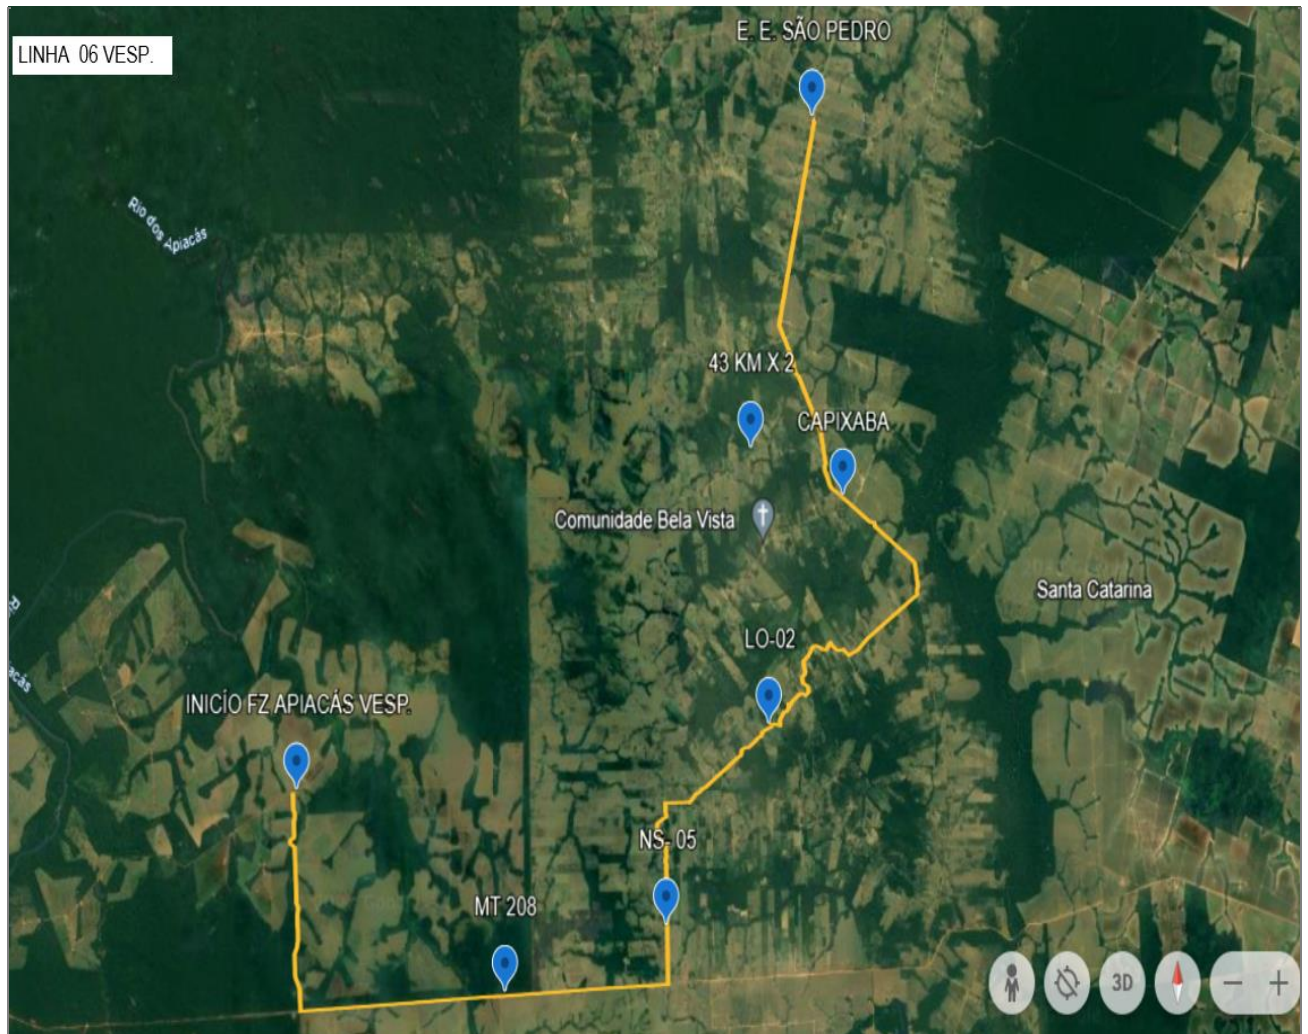 E. E. SÃO PEDRO
LINHA 06 VESP.
Rio dos Apiacás
43 KM X 2
CAPIXABA
Comunidade Bela Vista
Santa Catarina
LO-02
INICÍO FZ APIACÁS VESP.
NS- 05
MT 208
3D